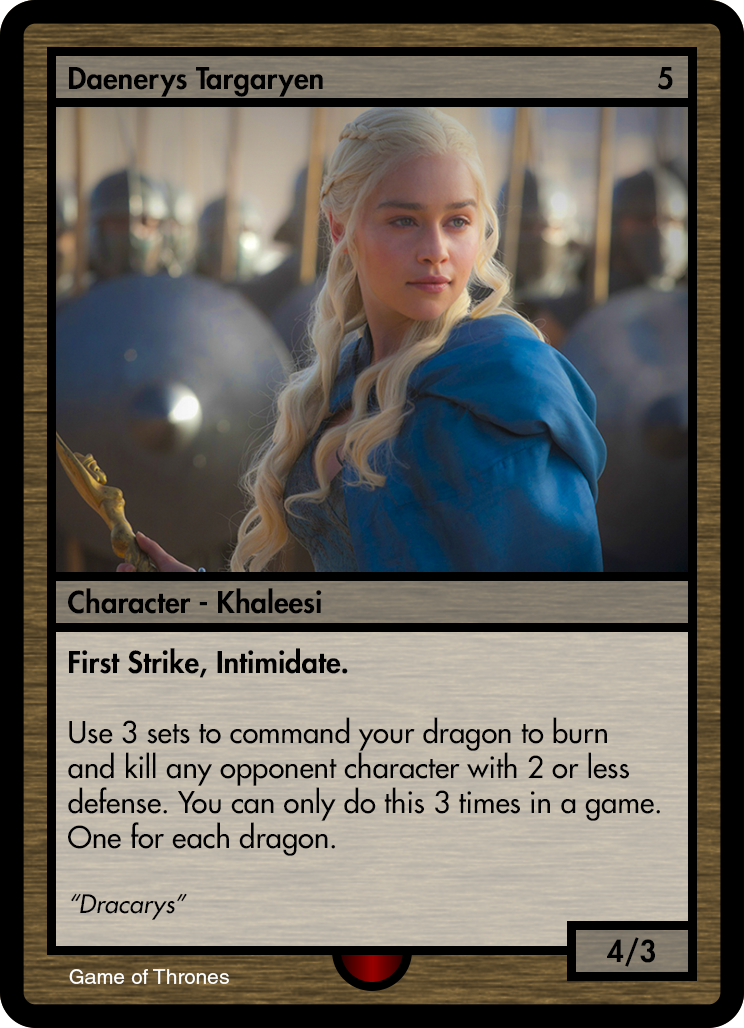 Daenerys Targaryen 5
Character - Khaleesi
First Strike, Intimidate.
Use 3 sets to command your dragon to burn
and kill any opponent character with 2 or less
defense. You can only do this 3 times in a game.
One for each dragon.
“Dracarys”
4/3
Game of Thrones